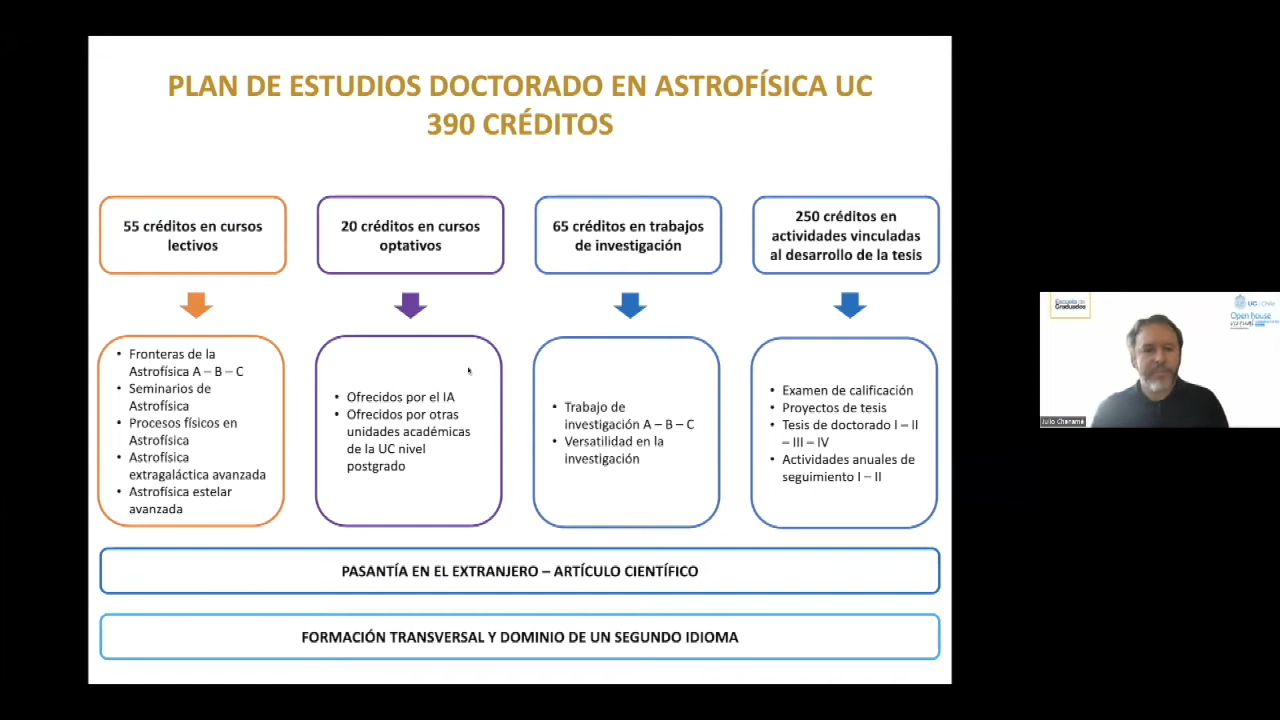 PLAN DE ESTUDIOS DOCTORADO EN ASTROFÍSICA UC
390 CRÉDITOS
55 créditos en cursos
lectivos
20 créditos en cursos
optativos
65 créditos en trabajos
de investigación
250 créditos en
actividades vinculadas
al desarrollo de la tesis
• Fronteras de la
Astrofísica A – B – C
• Seminarios de
Astrofísica
• Procesos físicos en
Astrofísica
• Astrofísica
extragaláctica avanzada
• Astrofísica estelar
avanzada
• Ofrecidos por el IA
• Ofrecidos por otras
unidades académicas
de la UC nivel
postgrado
• Trabajo de
investigación A – B – C
• Versatilidad en la
investigación
• Examen de calificación
• Proyectos de tesis
• Tesis de doctorado I – II
– III – IV
• Actividades anuales de
seguimiento I – II
PASANTÍA EN EL EXTRANJERO – ARTÍCULO CIENTÍFICO
FORMACIÓN TRANSVERSAL Y DOMINIO DE UN SEGUNDO IDIOMA
Escuela de
Graduados
UC | Chile
Open house
virtual
Julio Chanamé